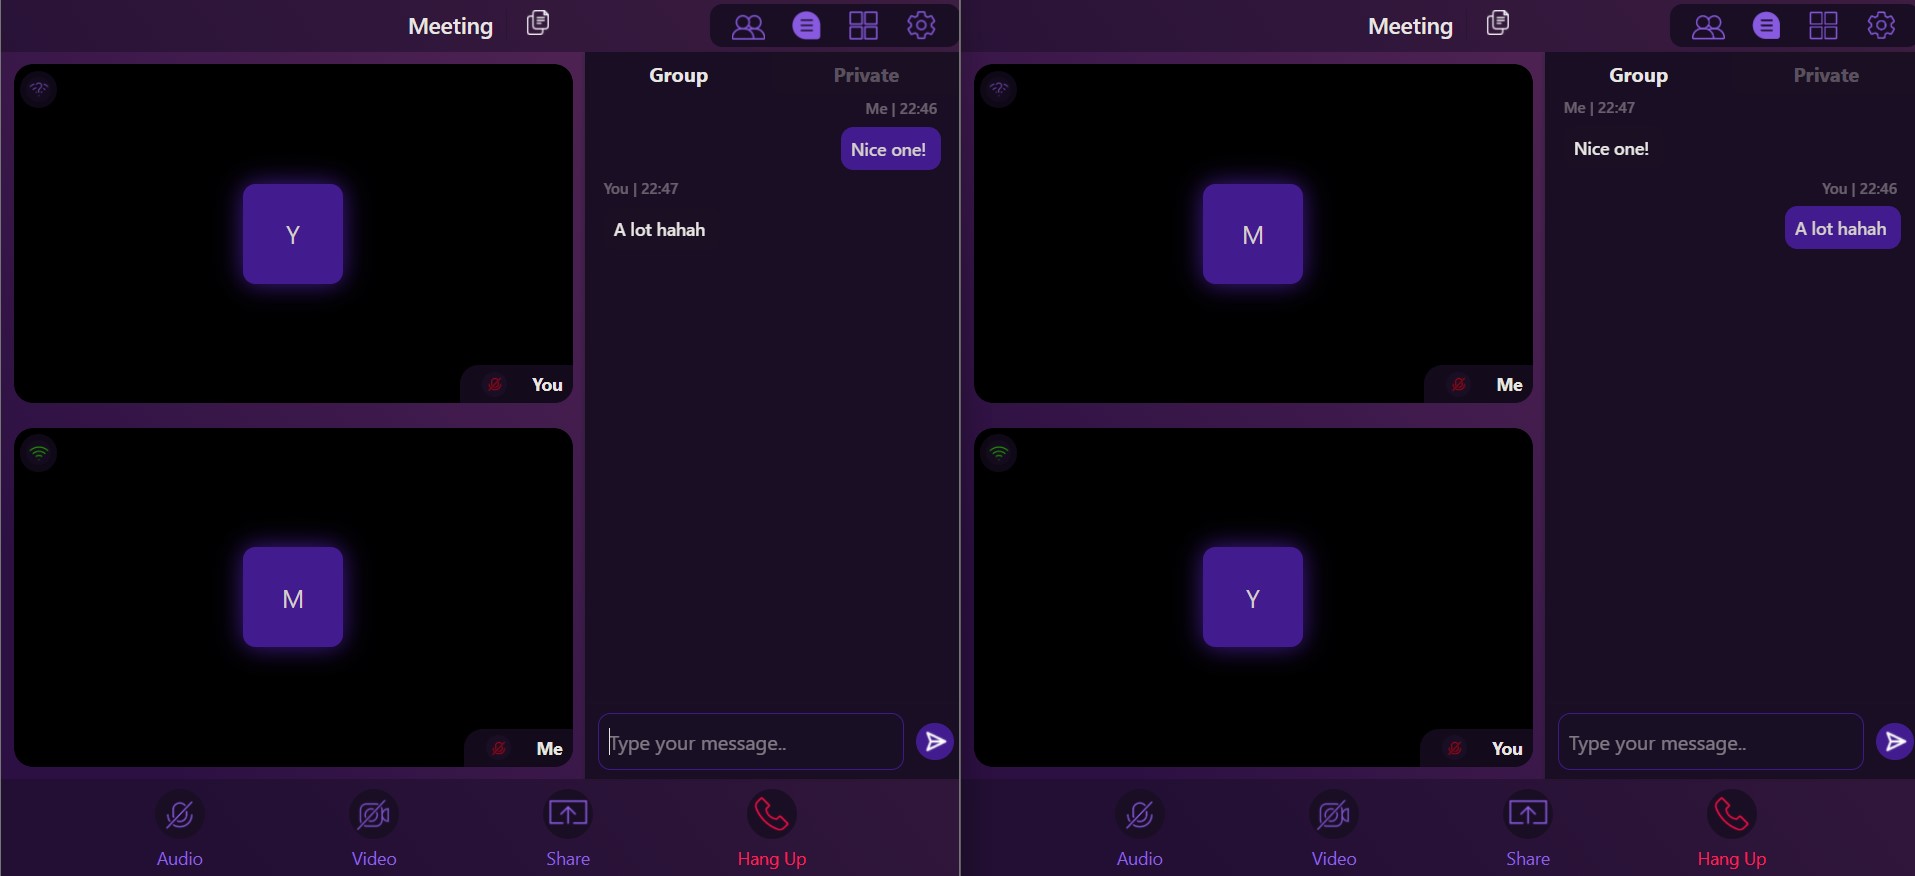 Meeting
Group Private
Me | 22:46
Nice one!
You | 22:47
A lot hahah
Y
You
M
Me
Type your message..
Audio Video Share Hang Up
Meeting
Group Private
Me | 22:47
Nice one!
You | 22:46
A lot hahah
M
Me
Y
You
Type your message..
Audio Video Share Hang Up